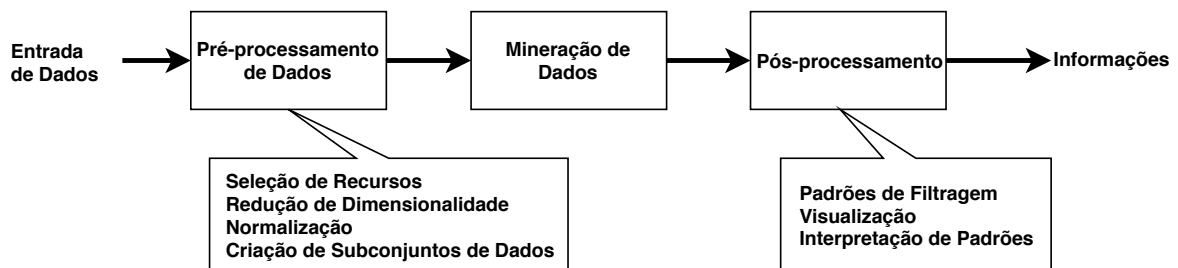 Entrada
de Dados
Pré-processamento
de Dados
Mineração de
Dados
Pós-processamento
Informações
Seleção de Recursos
Redução de Dimensionalidade
Normalização
Criação de Subconjuntos de Dados
Padrões de Filtragem
Visualização
Interpretação de Padrões